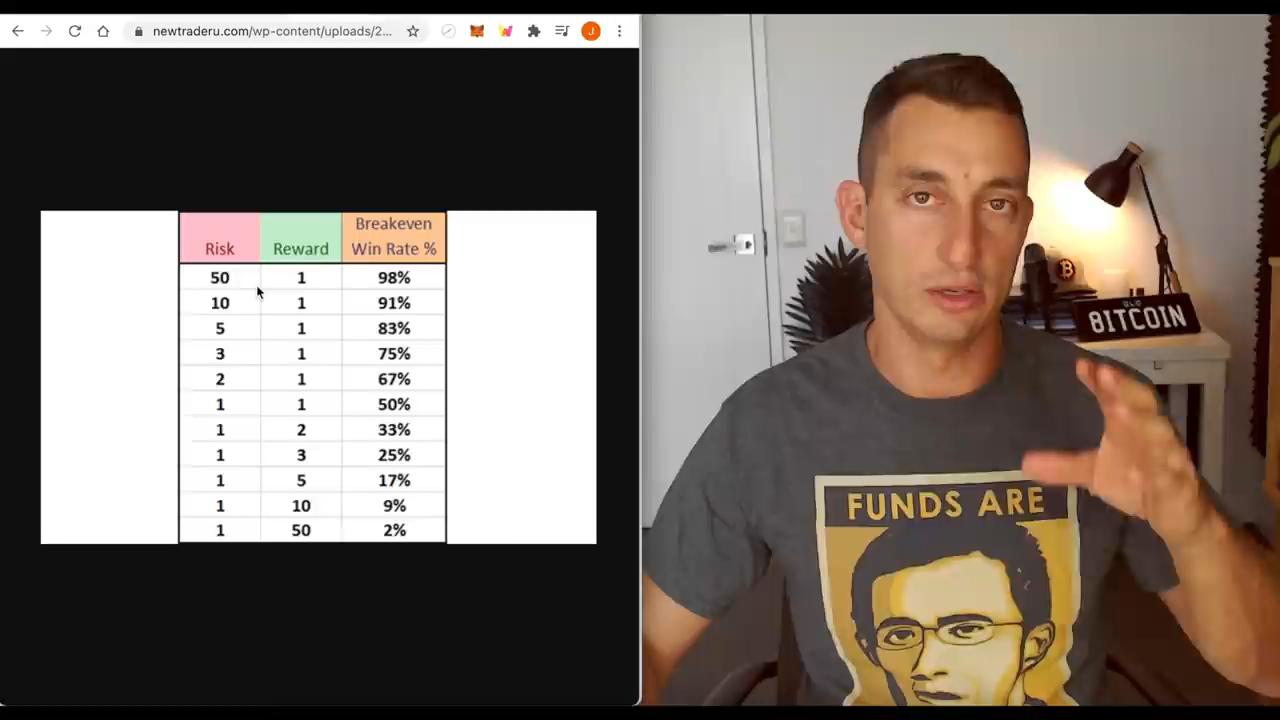 newtraderu.com/wp-content/uploads/2...
J
Risk Reward Breakeven Win Rate %
50 1 98%
10 1 91%
5 1 83%
3 1 75%
2 1 67%
1 1 50%
1 2 33%
1 3 25%
1 5 17%
1 10 9%
1 50 2%
QLD
BITCOIN
FUNDS ARE